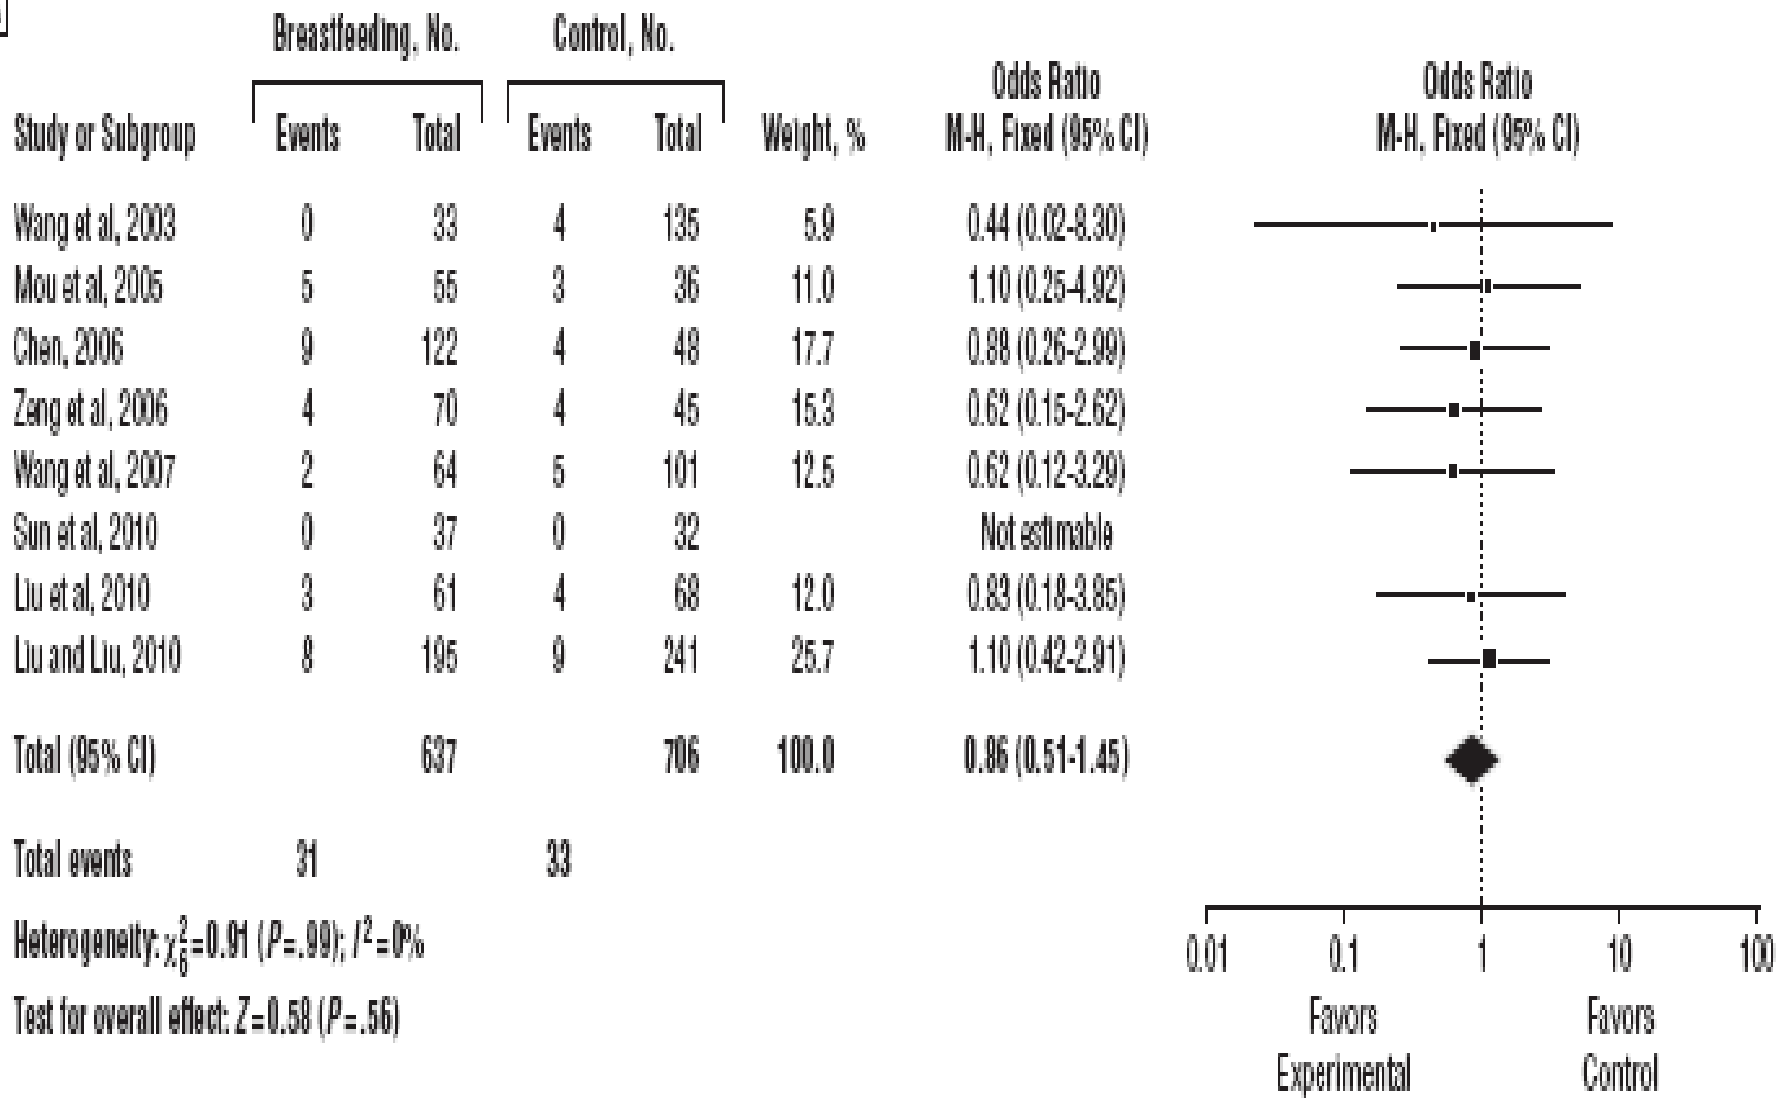 Breastfeeding, No. Control, No.
Odds Ratio Odds Ratio
Study or Subgroup Events Total Events Total Weight, % M-H, Fixed (95% CI) M-H, Fixed (95% CI)
Wang et al, 2003 0 33 4 135 5.9 0.44 (0.02-8.30)
Mou et al, 2005 5 55 3 36 11.0 1.10 (0.25-4.92)
Chen, 2006 9 122 4 48 17.7 0.88 (0.26-2.99)
Zeng et al, 2006 4 70 4 45 15.3 0.62 (0.15-2.62)
Wang et al, 2007 2 64 5 101 12.5 0.62 (0.12-3.29)
Sun et al, 2010 0 37 0 32 Not estimable
Liu et al, 2010 3 61 4 68 12.0 0.83 (0.18-3.85)
Liu and Liu, 2010 8 195 9 241 25.7 1.10 (0.42-2.91)
Total (95% CI) 637 706 100.0 0.86 (0.51-1.45)
Total events 31 33
Heterogeneity: χ²₆=0.91 (P=.99); I²=0%
Test for overall effect: Z=0.58 (P=.56)
0.01 0.1 1 10 100
Favors Favors
Experimental Control